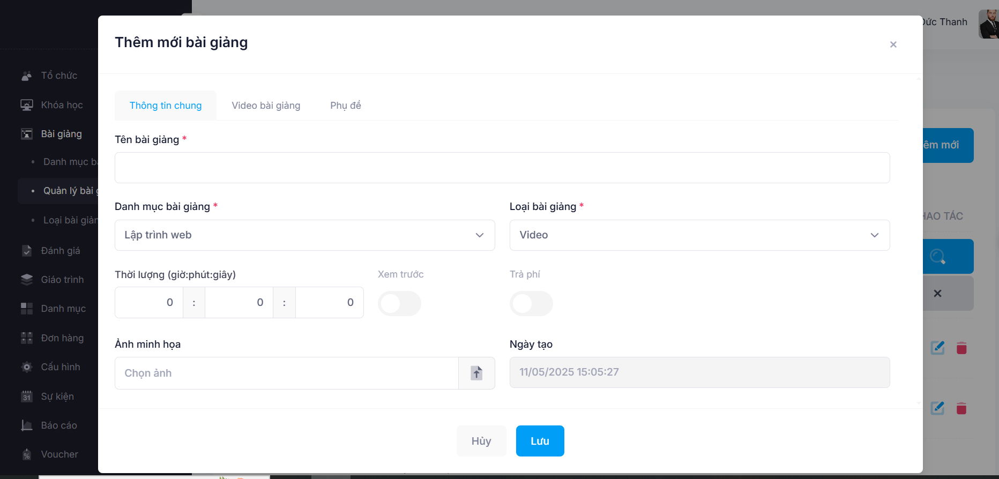 Đức Thanh
Thêm mới bài giảng
×
Tổ chức
Khóa học
Bài giảng
Danh mục
Quản lý bài
Loại bài giản
Đánh giá
Giáo trình
Danh mục
Đơn hàng
Cấu hình
31
Sự kiện
Báo cáo
%
Voucher
Thông tin chung
Video bài giảng
Phụ đề
Tên bài giảng *
Danh mục bài giảng *
Loại bài giảng *
Lập trình web
Video
Thời lượng (giờ:phút:giây)
Xem trước
Trả phí
0 : 0 : 0
Ảnh minh họa
Ngày tạo
Chọn ảnh
11/05/2025 15:05:27
Hủy
Lưu
êm mới
HAO TÁC